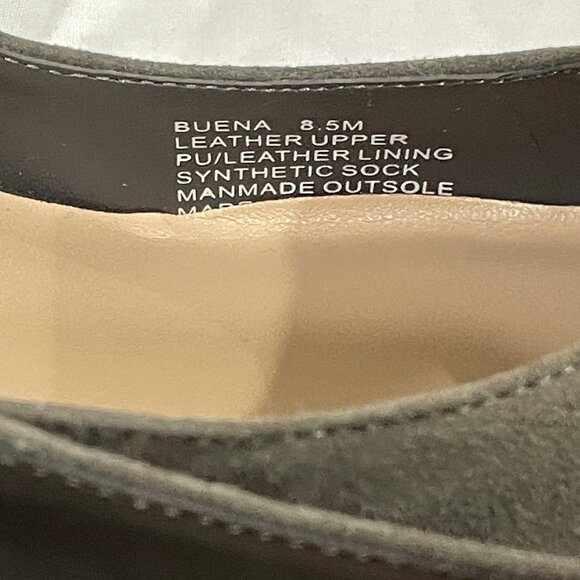 BUENA 8.5M
LEATHER UPPER
PU/LEATHER LINING
SYNTHETIC SOCK
MANMADE OUTSOLE